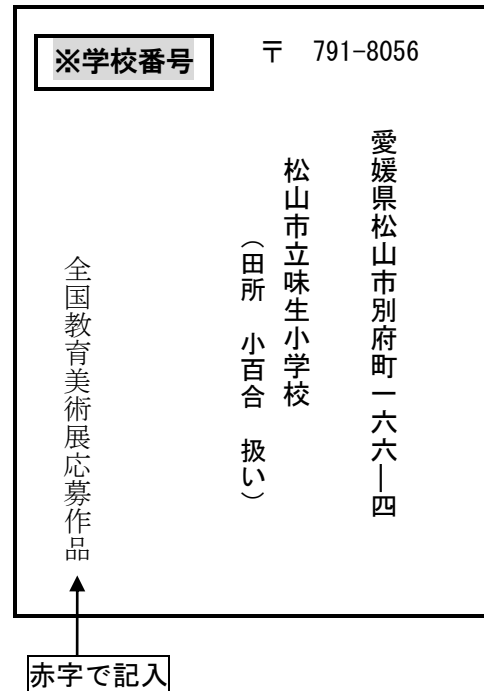 ※学校番号
〒 791-8056
愛媛県松山市別府町一六六―四
松山市立味生小学校
（田所 小百合 扱い）
全国教育美術展応募作品
赤字で記入